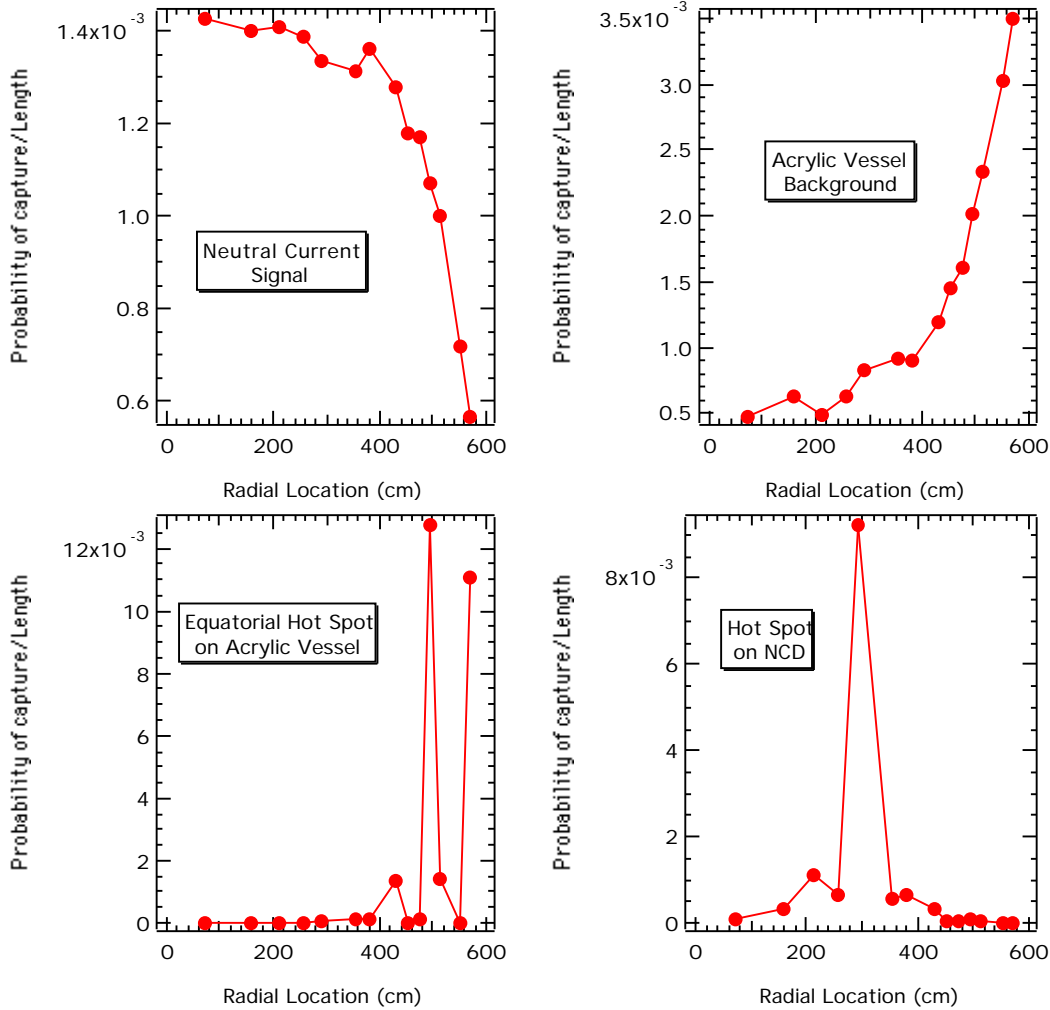 1.4x10 -3
1.2
1.0
0.8
0.6
0 200 400 600
Probability of capture/Length
Radial Location (cm)
Neutral Current
Signal
3.5x10 -3
3.0
2.5
2.0
1.5
1.0
0.5
0 200 400 600
Probability of capture/Length
Radial Location (cm)
Acrylic Vessel
Background
12x10 -3
10
8
6
4
2
0
0 200 400 600
Probability of capture/Length
Radial Location (cm)
Equatorial Hot Spot
on Acrylic Vessel
8x10 -3
6
4
2
0
0 200 400 600
Probability of capture/Length
Radial Location (cm)
Hot Spot
on NCD